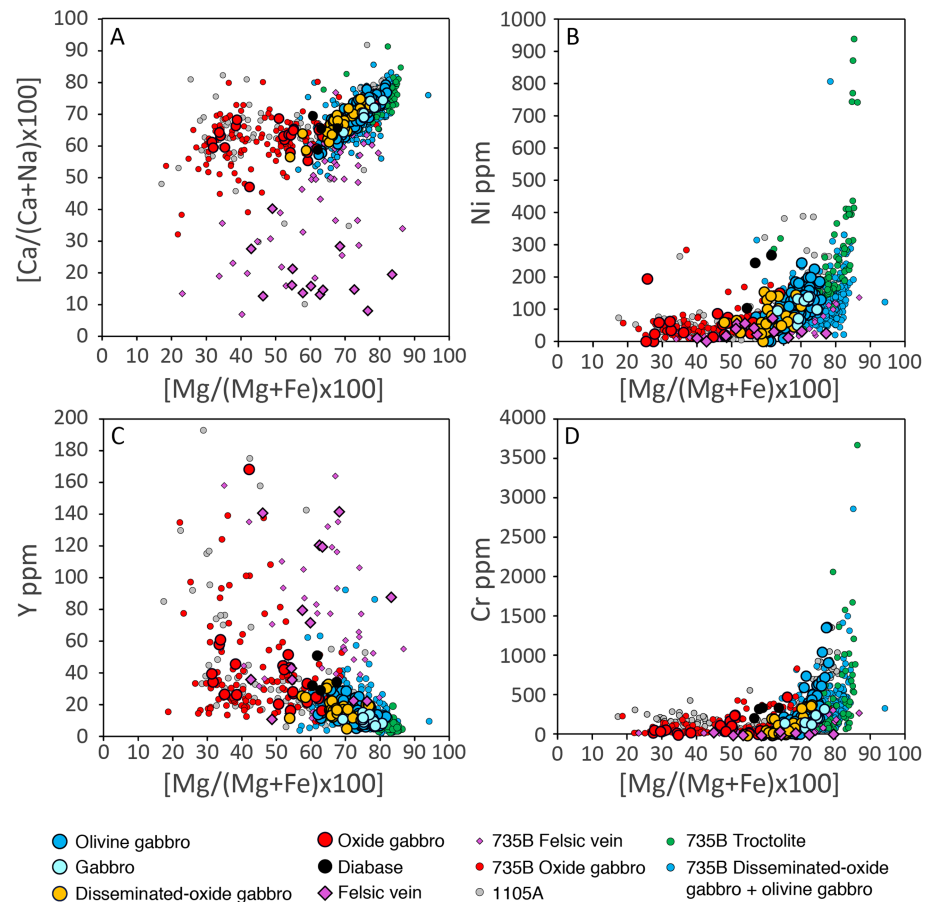 A
B
[Ca/(Ca+Na)x100]
100
90
80
70
60
50
40
30
20
10
0
0 10 20 30 40 50 60 70 80 90 100
[Mg/(Mg+Fe)x100]
Ni ppm
1000
900
800
700
600
500
400
300
200
100
0
0 10 20 30 40 50 60 70 80 90 100
[Mg/(Mg+Fe)x100]
C
D
Y ppm
200
180
160
140
120
100
80
60
40
20
0
0 10 20 30 40 50 60 70 80 90 100
[Mg/(Mg+Fe)x100]
Cr ppm
4000
3500
3000
2500
2000
1500
1000
500
0
0 10 20 30 40 50 60 70 80 90 100
[Mg/(Mg+Fe)x100]
Olivine gabbro
Gabbro
Disseminated-oxide gabbro
Oxide gabbro
Diabase
Felsic vein
735B Felsic vein
735B Oxide gabbro
1105A
735B Troctolite
735B Disseminated-oxide
gabbro + olivine gabbro